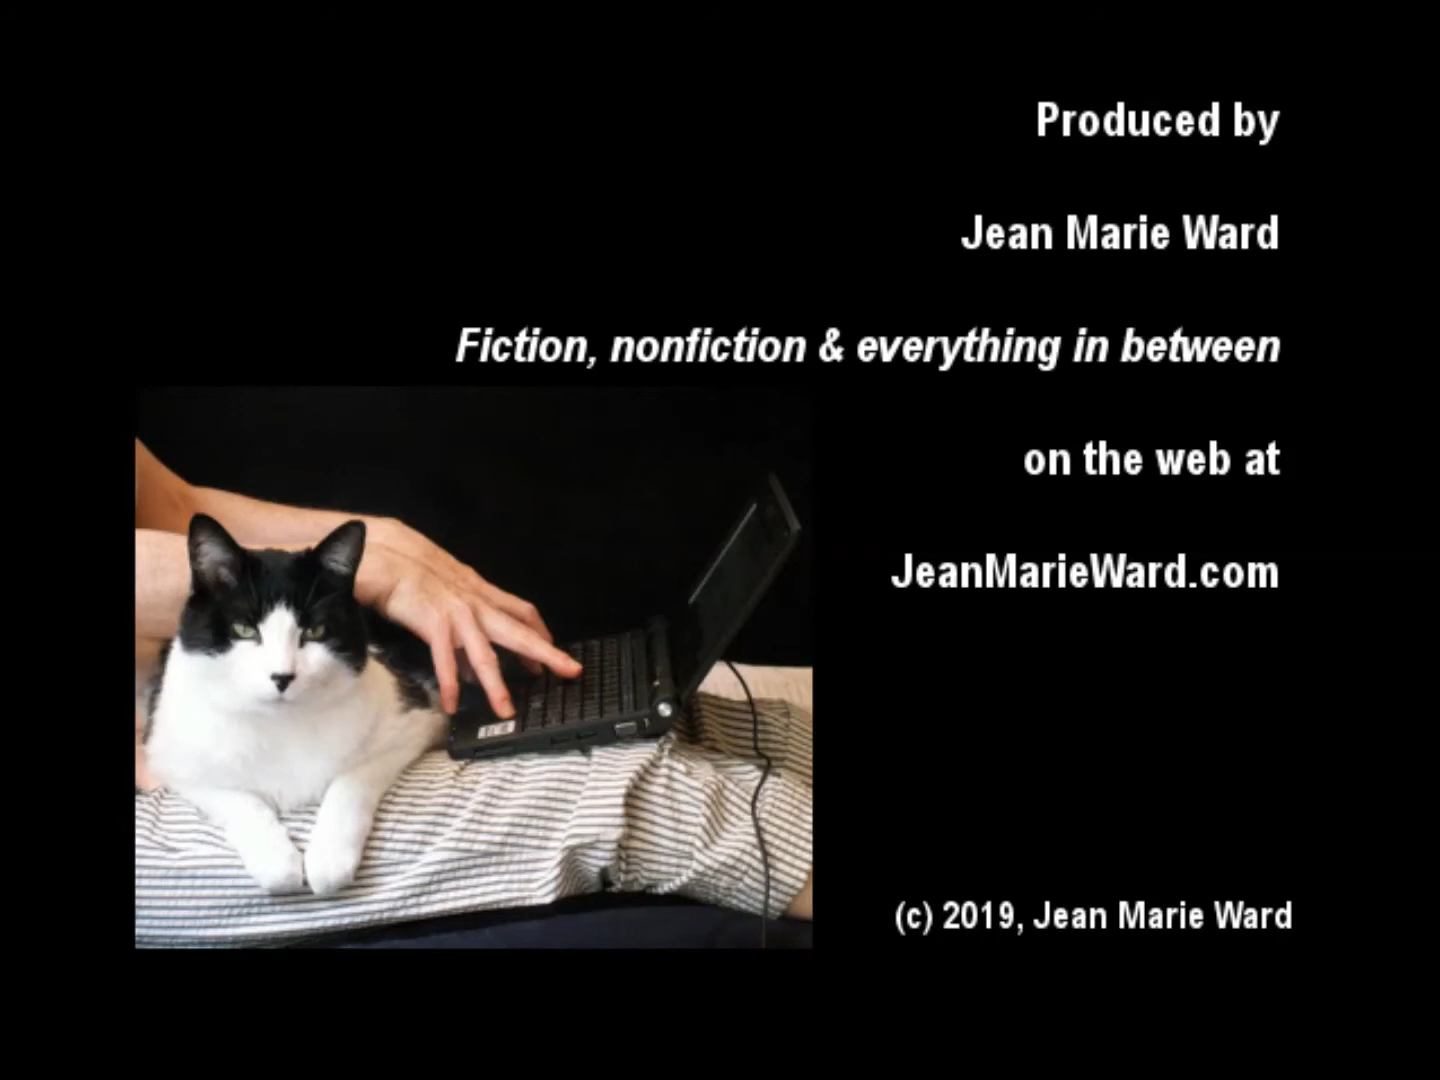 Produced by
Jean Marie Ward
Fiction, nonfiction & everything in between
on the web at
JeanMarieWard.com
(c) 2019, Jean Marie Ward